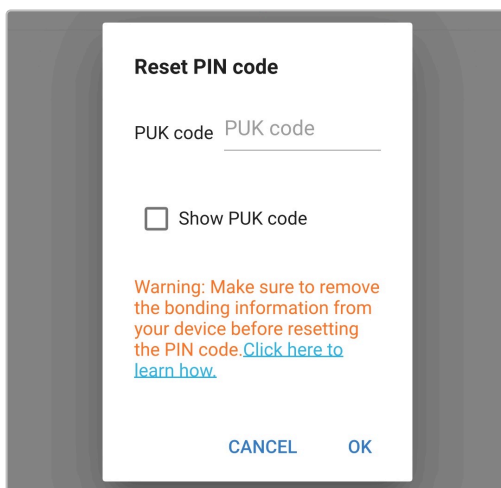 Reset PIN code
PUK code PUK code
Show PUK code
Warning: Make sure to remove
the bonding information from
your device before resetting
the PIN code.Click here to
learn how.
CANCEL OK